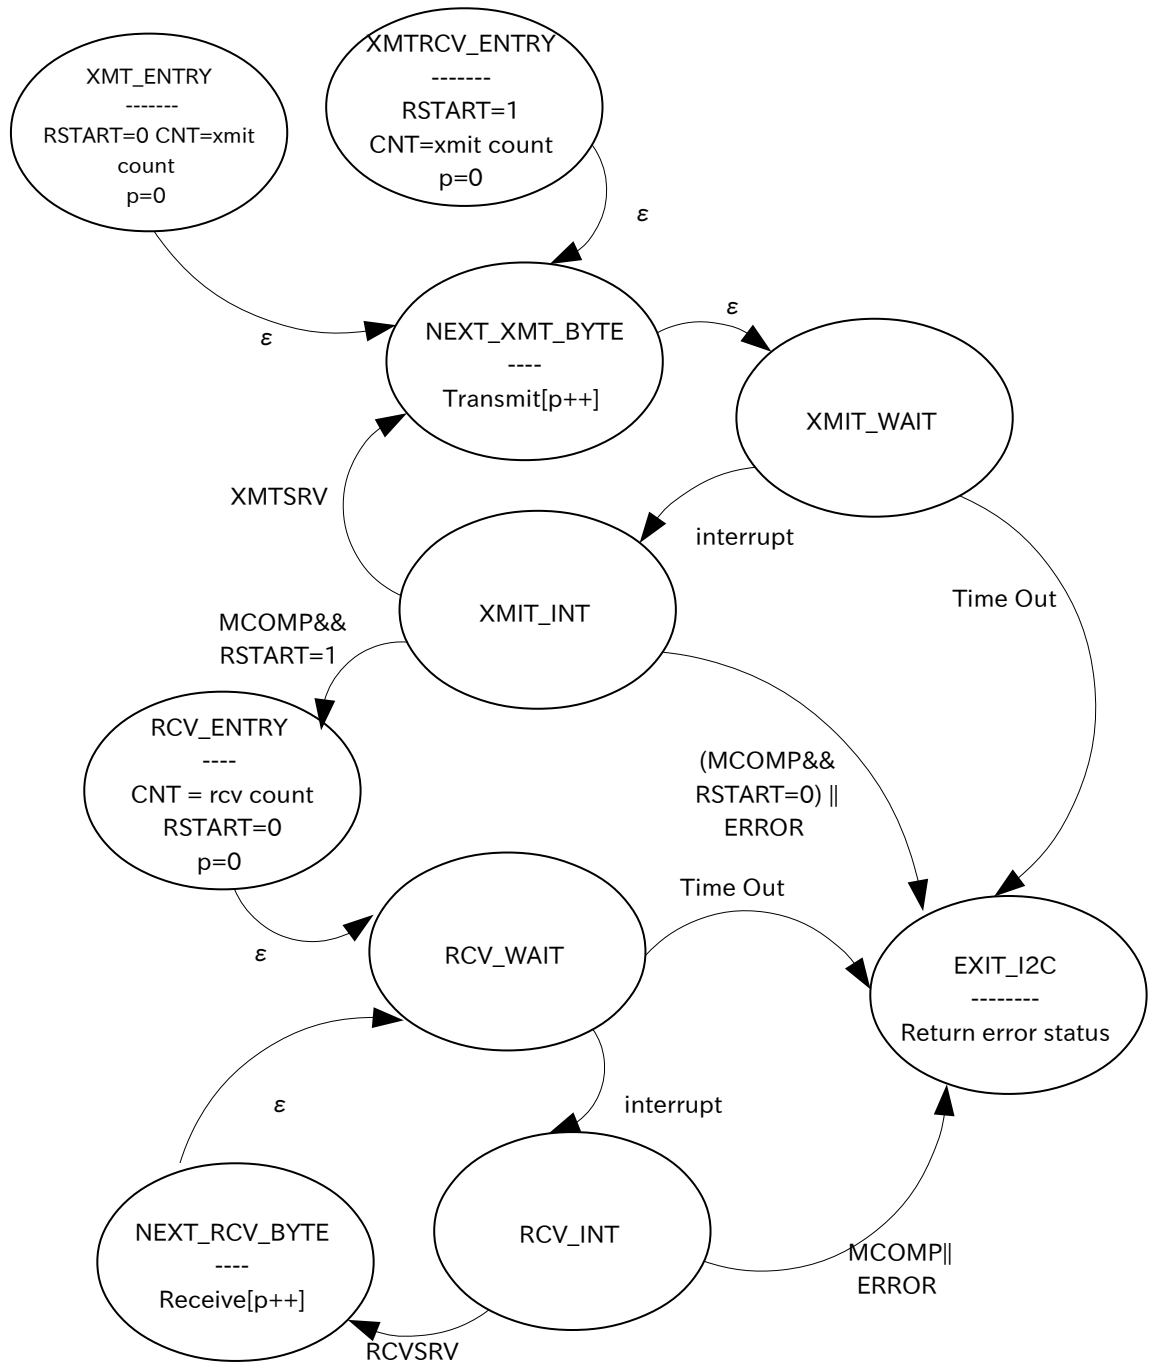 XMTRCV_ENTRY
-------
RSTART=1
CNT=xmit count
p=0
XMT_ENTRY
-------
RSTART=0 CNT=xmit
count
p=0
ε
ε
ε
NEXT_XMT_BYTE
----
Transmit[p++]
XMIT_WAIT
XMTSRV
interrupt
Time Out
XMIT_INT
MCOMP&&
RSTART=1
RCV_ENTRY
----
CNT = rcv count
RSTART=0
p=0
(MCOMP&&
RSTART=0) ||
ERROR
Time Out
ε
RCV_WAIT
EXIT_I2C
--------
Return error status
ε
interrupt
NEXT_RCV_BYTE
----
Receive[p++]
RCV_INT
MCOMP||
ERROR
RCVSRV